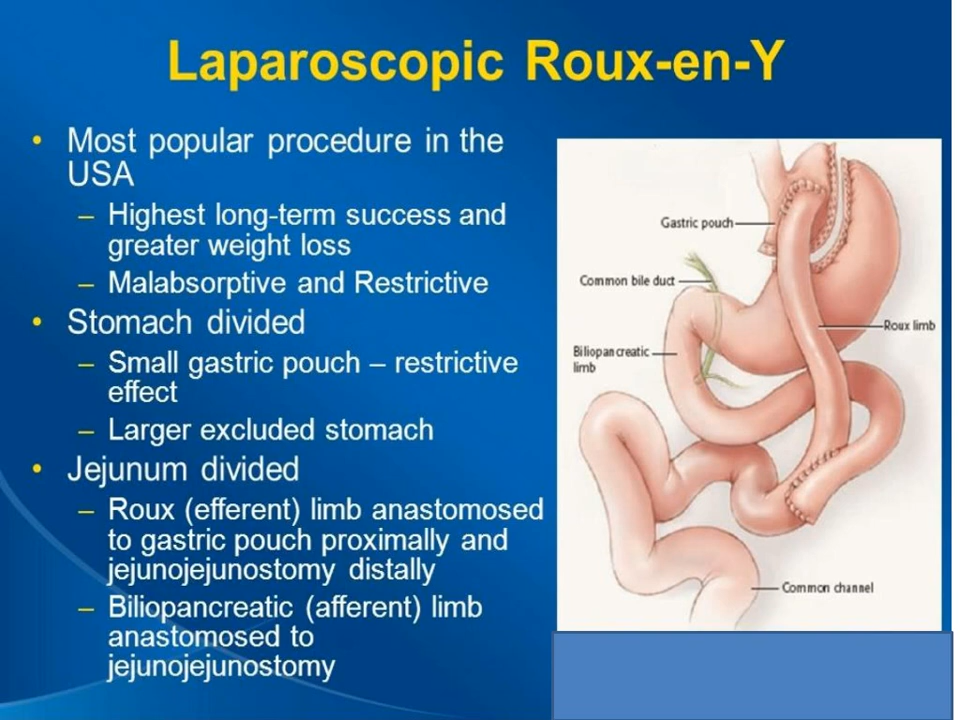 Laparoscopic Roux-en-Y
• Most popular procedure in the
USA
– Highest long-term success and
greater weight loss
– Malabsorptive and Restrictive
• Stomach divided
– Small gastric pouch – restrictive
effect
– Larger excluded stomach
• Jejunum divided
– Roux (efferent) limb anastomosed
to gastric pouch proximally and
jejunojejunostomy distally
– Biliopancreatic (afferent) limb
anastomosed to
jejunojejunostomy
Gastric pouch
Common bile duct
Roux limb
Biliopancreatic
limb
Common channel